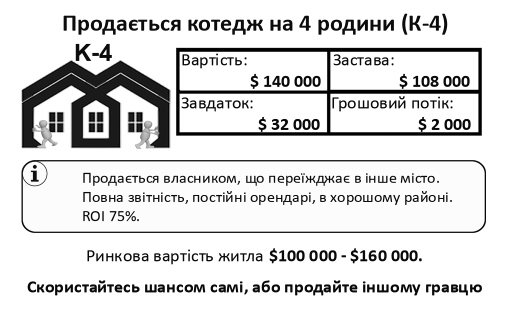 Продається котедж на 4 родини (К-4)
K-4
Вартість:
$ 140 000
Застава:
$ 108 000
Завдаток:
$ 32 000
Грошовий потік:
$ 2 000
i
Продається власником, що переїжджає в інше місто.
Повна звітність, постійні орендарі, в хорошому районі.
ROI 75%.
Ринкова вартість житла $100 000 - $160 000.
Скористайтесь шансом самі, або продайте іншому гравцю